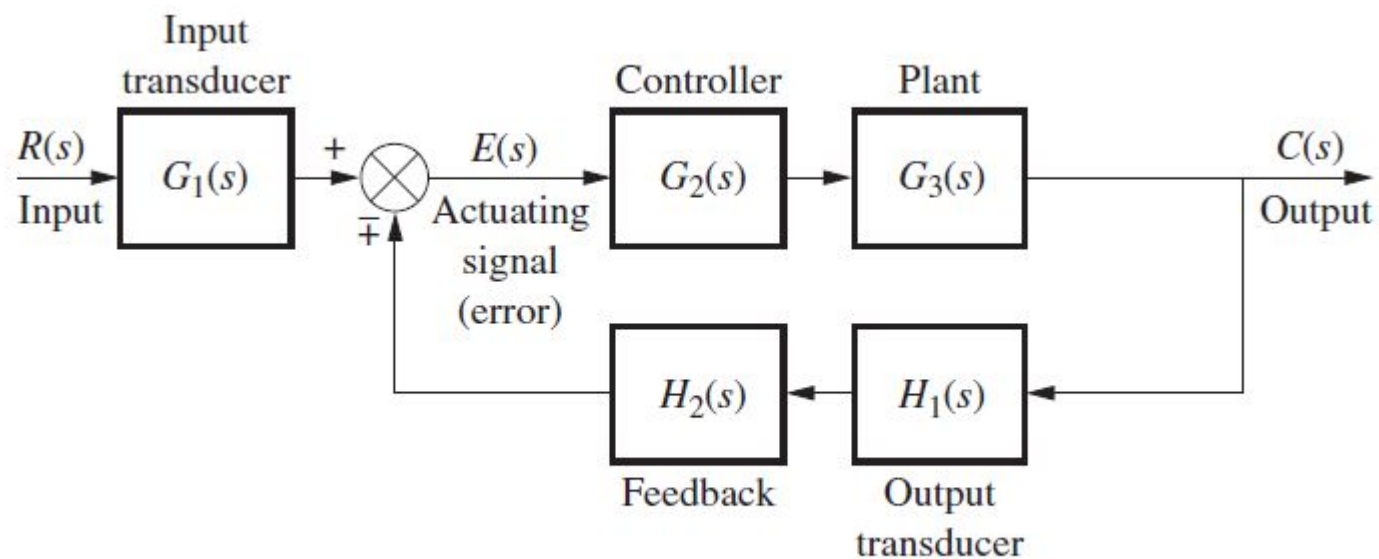 Input
transducer
Controller
Plant
R(s)
Input
G₁(s)
+
∓
E(s)
Actuating
signal
(error)
G₂(s)
G₃(s)
C(s)
Output
H₂(s)
H₁(s)
Feedback
Output
transducer